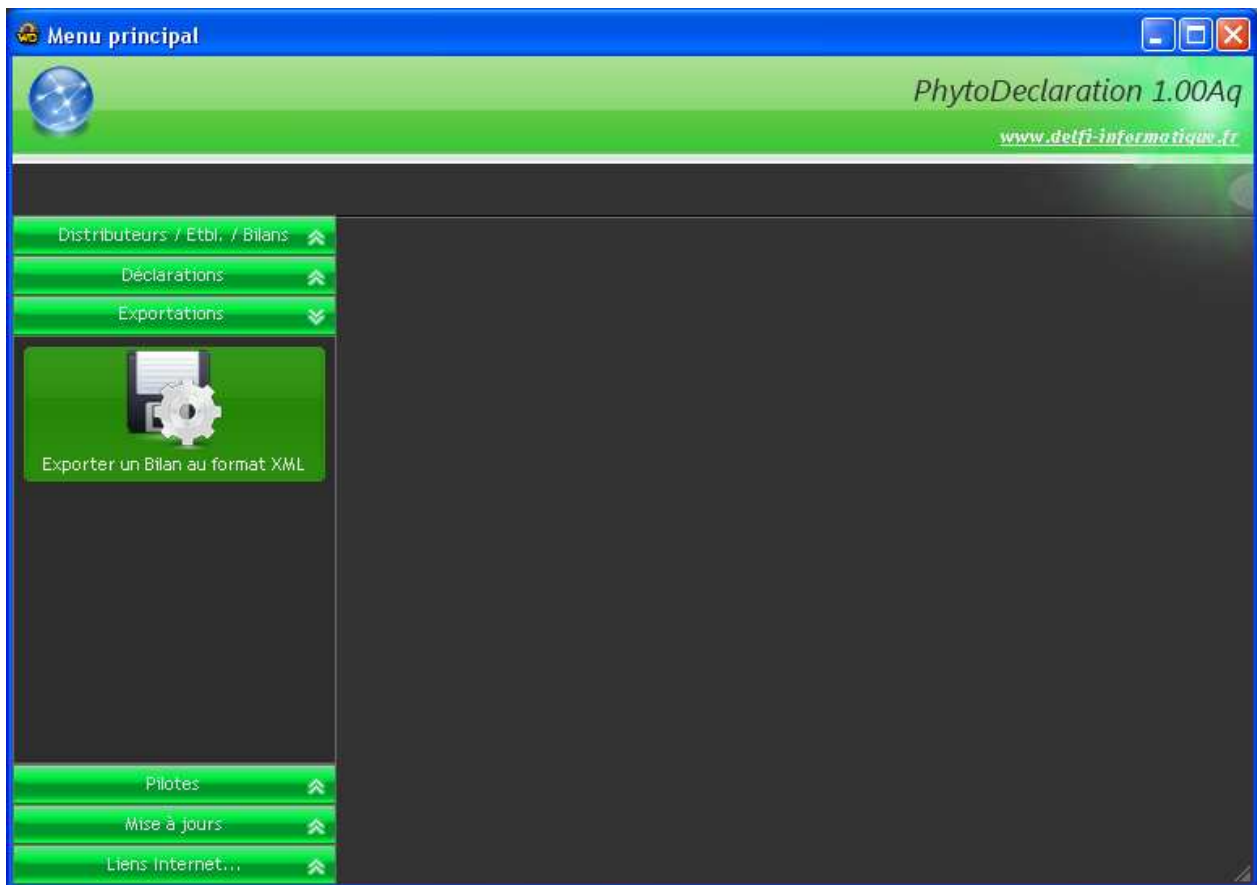 Menu principal
PhytoDeclaration 1.00Aq
www.delfi-informatique.fr
Distributeurs / Etbl. / Bilans
Déclarations
Exportations
Exporter un Bilan au format XML
Pilotes
Mise à jours
Liens Internet...